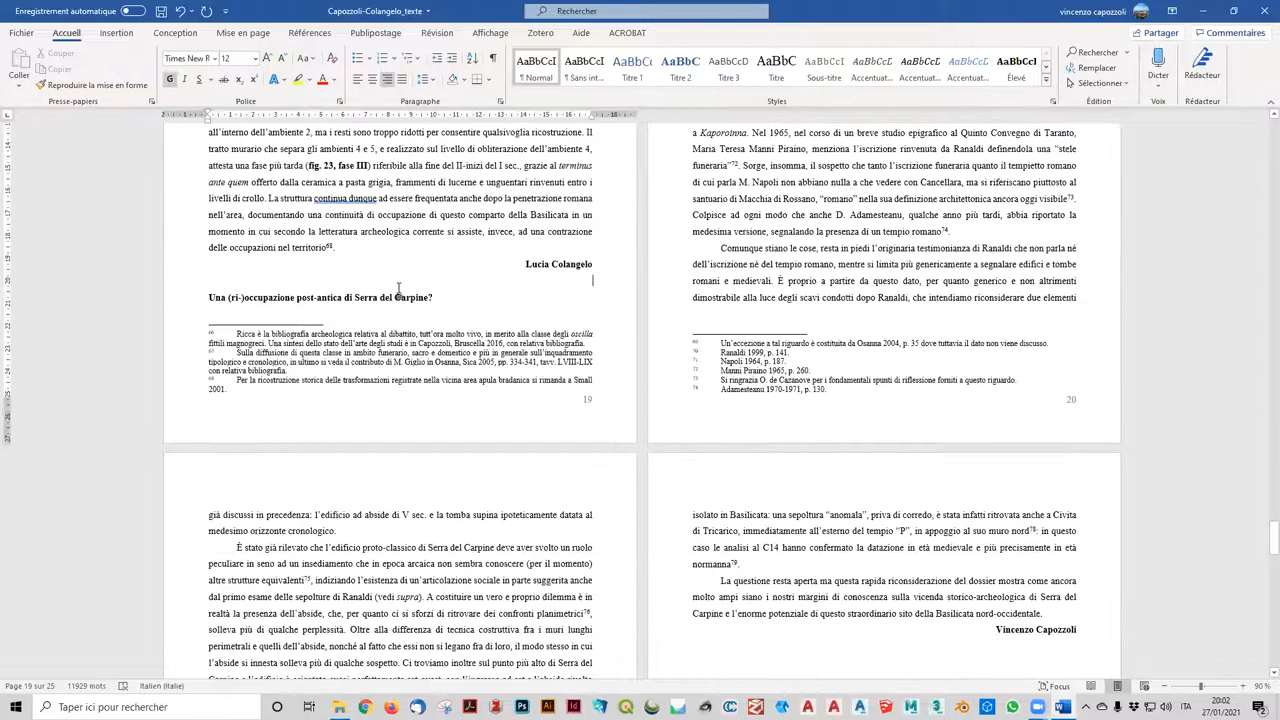 Enregistrement automatique
Colangelo-Capozzoli
Rechercher
vincenzo capozzoli
Fichier Accueil Insertion Conception Mise en page Références Publipostage Révision Affichage Zotero Aide ACROBAT
Partager Commentaires
Coller
Couper
Copier
Reproduire la mise en forme
Presse-papiers
Times New R 12
Police
Paragraphe
AaBbCcI AaBbCcI AaBbC AaBbC AaBbCcD AaBbC AaBbCcD AaBbCcI AaBbCcI AaBbCcI
¶ Normal ¶ Sans int... Titre 1 Titre 2 Titre 3 Titre Sous-titre Accentuat... Accentuat... Élevé
Styles
Rechercher
Remplacer
Sélectionner
Édition
Dicter
Voix
Rédacteur
Rédacteur
all’interno dell’ambiente 2, ma i resti sono troppo ridotti per consentire qualsivoglia ricostruzione. Il
tratto murario che separa gli ambienti 4 e 5, e realizzato sul livello di obliterazione dell’ambiente 4,
attesta una fase più tarda (fig. 23, fase III) riferibile alla fine del II-inizi del I sec., grazie al terminus
ante quem offerto dalla ceramica a pasta grigia, frammenti di lucerne e unguentari rinvenuti entro i
livelli di crollo. La struttura continua dunque ad essere frequentata anche dopo la penetrazione romana
nell’area, documentando una continuità di occupazione di questo comparto della Basilicata in un
momento in cui secondo la letteratura archeologica corrente si assiste, invece, ad una contrazione
delle occupazioni nel territorio68.
Lucia Colangelo
Una (ri-)occupazione post-antica di Serra del Carpine?
66 Ricca è la bibliografia archeologica relativa al dibattito, tutt’ora molto vivo, in merito alla classe degli oscilla
fittili magnogreci. Una sintesi dello stato dell’arte degli studi è in Capozzoli, Bruscella 2016, con relativa bibliografia.
67 Sulla diffusione di questa classe in ambito funerario, sacro e domestico e più in generale sull’inquadramento
tipologico e cronologico, in ultimo si veda il contributo di M. Giglio in Osanna, Sica 2005, pp. 334-341, tavv. LVIII-LIX
con relativa bibliografia.
68 Per la ricostruzione storica delle trasformazioni registrate nella vicina area apula bradanica si rimanda a Small
2001.
19
a Kaporoinna. Nel 1965, nel corso di un breve studio epigrafico al Quinto Convegno di Taranto,
Maria Teresa Manni Piraino, menziona l’iscrizione rinvenuta da Ranaldi definendola una “stele
funeraria”72. Sorge, insomma, il sospetto che tanto l’iscrizione funeraria quanto il tempietto romano
di cui parla M. Napoli non abbiano nulla a che vedere con Cancellara, ma si riferiscano piuttosto al
santuario di Macchia di Rossano, “romano” nella sua definizione architettonica ancora oggi visibile73.
Colpisce ad ogni modo che anche D. Adamesteanu, qualche anno più tardi, abbia riportato la
medesima versione, segnalando la presenza di un tempio romano74.
Comunque stiano le cose, resta in piedi l’originaria testimonianza di Ranaldi che non parla né
dell’iscrizione né del tempio romano, mentre si limita più genericamente a segnalare edifici e tombe
romani e medievali. È proprio a partire da questo dato, per quanto generico e non altrimenti
dimostrabile alla luce degli scavi condotti dopo Ranaldi, che intendiamo riconsiderare due elementi
69 Un’eccezione a tal riguardo è costituita da Osanna 2004, p. 35 dove tuttavia il dato non viene discusso.
70 Ranaldi 1999, p. 141.
71 Napoli 1964, p. 187.
72 Manni Piraino 1965, p. 260.
73 Si ringrazia O. de Cazanove per i fondamentali spunti di riflessione forniti a questo riguardo.
74 Adamesteanu 1970-1971, p. 130.
20
già discussi in precedenza: l’edificio ad abside di V sec. e la tomba supina ipoteticamente datata al
medesimo orizzonte cronologico.
È stato già rilevato che l’edificio proto-classico di Serra del Carpine deve aver svolto un ruolo
peculiare in seno ad un insediamento che in epoca arcaica non sembra conoscere (per il momento)
altre strutture equivalenti75, indiziando l’esistenza di un’articolazione sociale in parte suggerita anche
dal primo esame delle sepolture di Ranaldi (vedi supra). A costituire un vero e proprio dilemma è in
realtà la presenza dell’abside, che, per quanto ci si sforzi di ritrovare dei confronti planimetrici76,
solleva più di qualche perplessità. Oltre alla differenza di tecnica costruttiva fra i muri lunghi
perimetrali e quelli dell’abside, nonché al fatto che essi non si legano fra di loro, il modo stesso in cui
l’abside si innesta solleva più di qualche sospetto. Ci troviamo inoltre sul punto più alto di Serra del
isolato in Basilicata: una sepoltura “anomala”, priva di corredo, è stata infatti ritrovata anche a Civita
di Tricarico, immediatamente all’esterno del tempio “P”, in appoggio al suo muro nord78: in questo
caso le analisi al C14 hanno confermato la datazione in età medievale e più precisamente in età
normanna79.
La questione resta aperta ma questa rapida riconsiderazione del dossier mostra come ancora
molto ampi siano i nostri margini di conoscenza sulla vicenda storico-archeologica di Serra del
Carpine e l’enorme potenziale di questo straordinario sito della Basilicata nord-occidentale.
Vincenzo Capozzoli
Page 19 sur 25 11929 mots Italien (Italie) Focus 90 %
Taper ici pour rechercher
ITA
20:02
27/01/2021